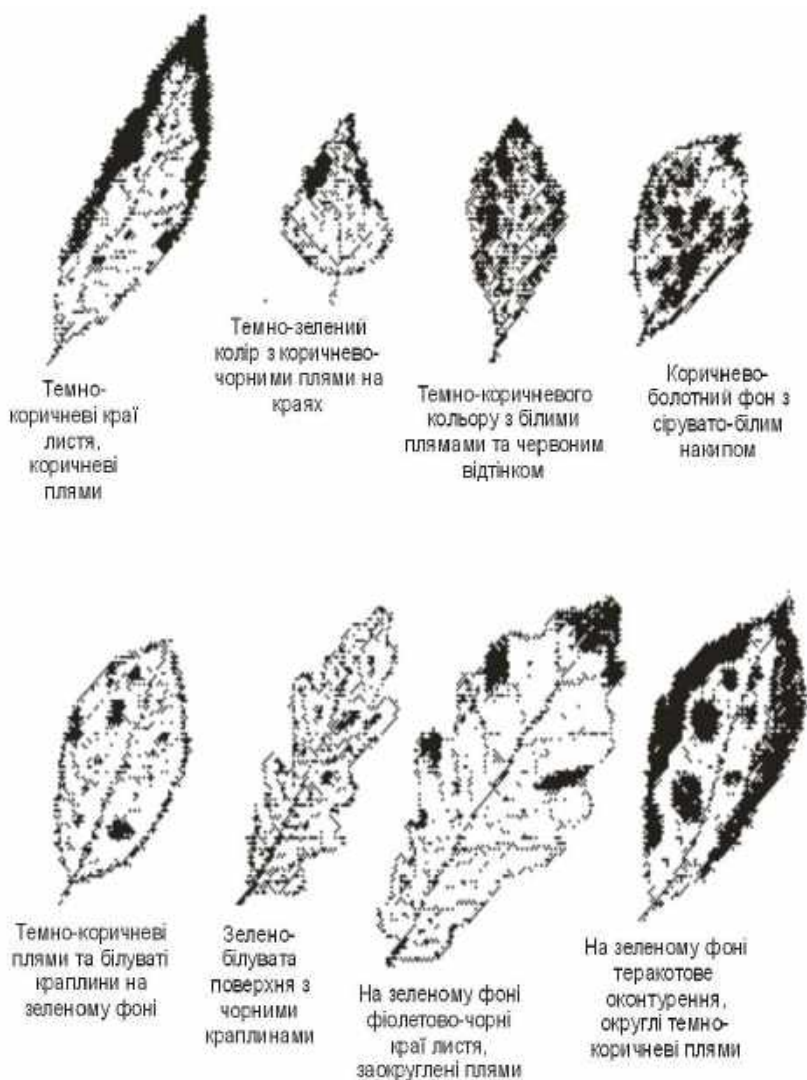 Темно-
коричневі краї
листя,
коричневі
плями
Темно-зелений
колір з коричнево-
чорними плями на
краях
Темно-коричневого
кольору з білими
плямами та червоним
відтінком
Коричнево-
болотний фон з
сірувато-білим
накипом
Темно-коричневі
плями та білуваті
краплини на
зеленому фоні
Зелено-
білувата
поверхня з
чорними
краплинами
На зеленому фоні
фіолетово-чорні
краї листя,
заокруглені плями
На зеленому фоні
теракотове
оконтурення,
округлі темно-
коричневі плями